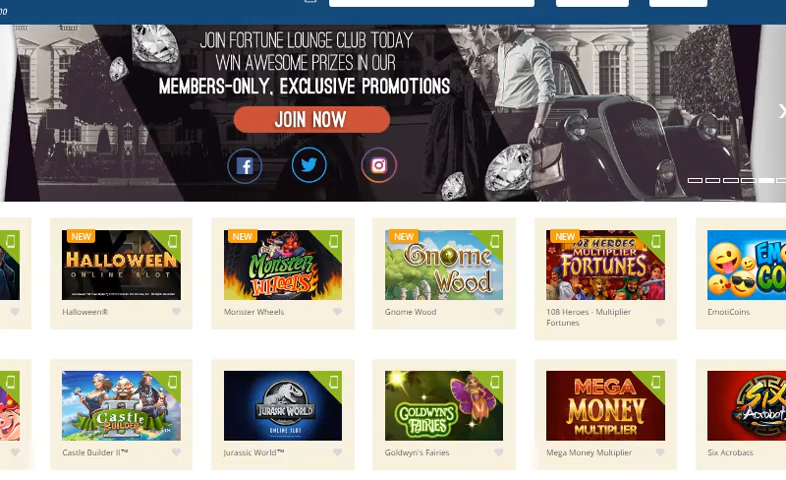 JOIN FORTUNE LOUNGE CLUB TODAY
WIN AWESOME PRIZES IN OUR
MEMBERS-ONLY, EXCLUSIVE PROMOTIONS
JOIN NOW
NEW
HALLOWEEN
ONLINE SLOT
Halloween®
NEW
Monster
Wheels
Monster Wheels
NEW
Gnome
Wood
Gnome Wood
NEW
108 HEROES
MULTIPLIER
FORTUNES
108 Heroes - Multiplier
Fortunes
EmotiCoins
Castle
BUILDER
II
Castle Builder II™
JURASSIC WORLD
ONLINE SLOT
Jurassic World™
GOLDWYN'S
FAIRIES
Goldwyn's Fairies
MEGA
MONEY
MULTIPLIER
Mega Money Multiplier
Six
Acrobat
Six Acrobats